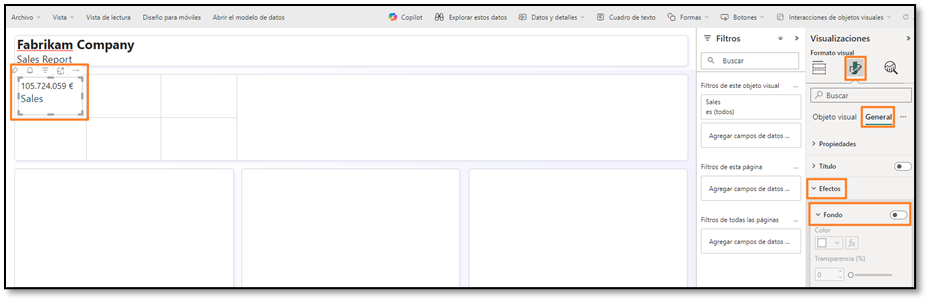 Archivo Vista Vista de lectura Diseño para móviles Abrir el modelo de datos Copilot Explorar estos datos Datos y detalles Cuadro de texto Formas Botones Interacciones de objetos visuales
Fabrikam Company
Sales Report
105.724.059 €
Sales
Filtros
Buscar
Filtros de este objeto visual ...
Sales
es (todos)
Agregar campos de datos ...
Filtros de esta página ...
Agregar campos de datos ...
Filtros de todas las páginas ...
Agregar campos de datos ...
Visualizaciones
Formato visual
Buscar
Objeto visual General ...
Propiedades
Título
Efectos
Fondo
Color
fx
Transparencia (%)
0